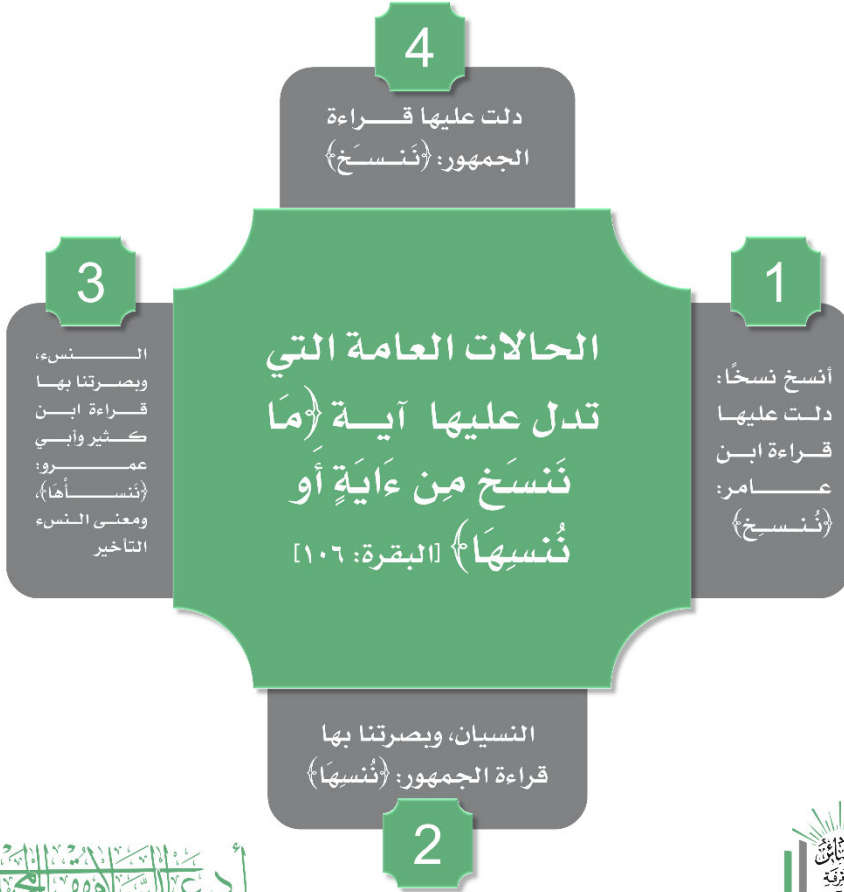 4
دلت عليها قراءة
الجمهور: ﴿نَنسَخ﴾
3
النسء،
وبصرتنا بها
قراءة ابن
كثير وأبي
عمرو:
﴿نَنسَأْهَا﴾،
ومعنى النسء
التأخير
الحالات العامة التي
تدل عليها آية ﴿مَا
نَنسَخ مِن ءَايَةٍ أَو
نُنسِهَا﴾ [البقرة: ١٠٦]
1
أنسخ نسخًا:
دلت عليها
قراءة ابن
عامر:
﴿نُنسِخ﴾
النسيان، وبصرتنا بها
قراءة الجمهور: ﴿نُنسِهَا﴾
2